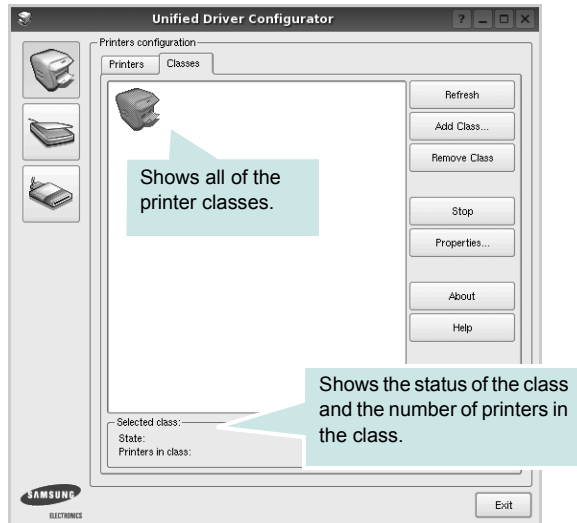 Unified Driver Configurator
Printers configuration
Printers
Classes
Refresh
Add Class...
Remove Class
Shows all of the
printer classes.
Stop
Properties...
About
Help
Shows the status of the class
and the number of printers in
the class.
Selected class:
State:
Printers in class:
SAMSUNG
ELECTRONICS
Exit